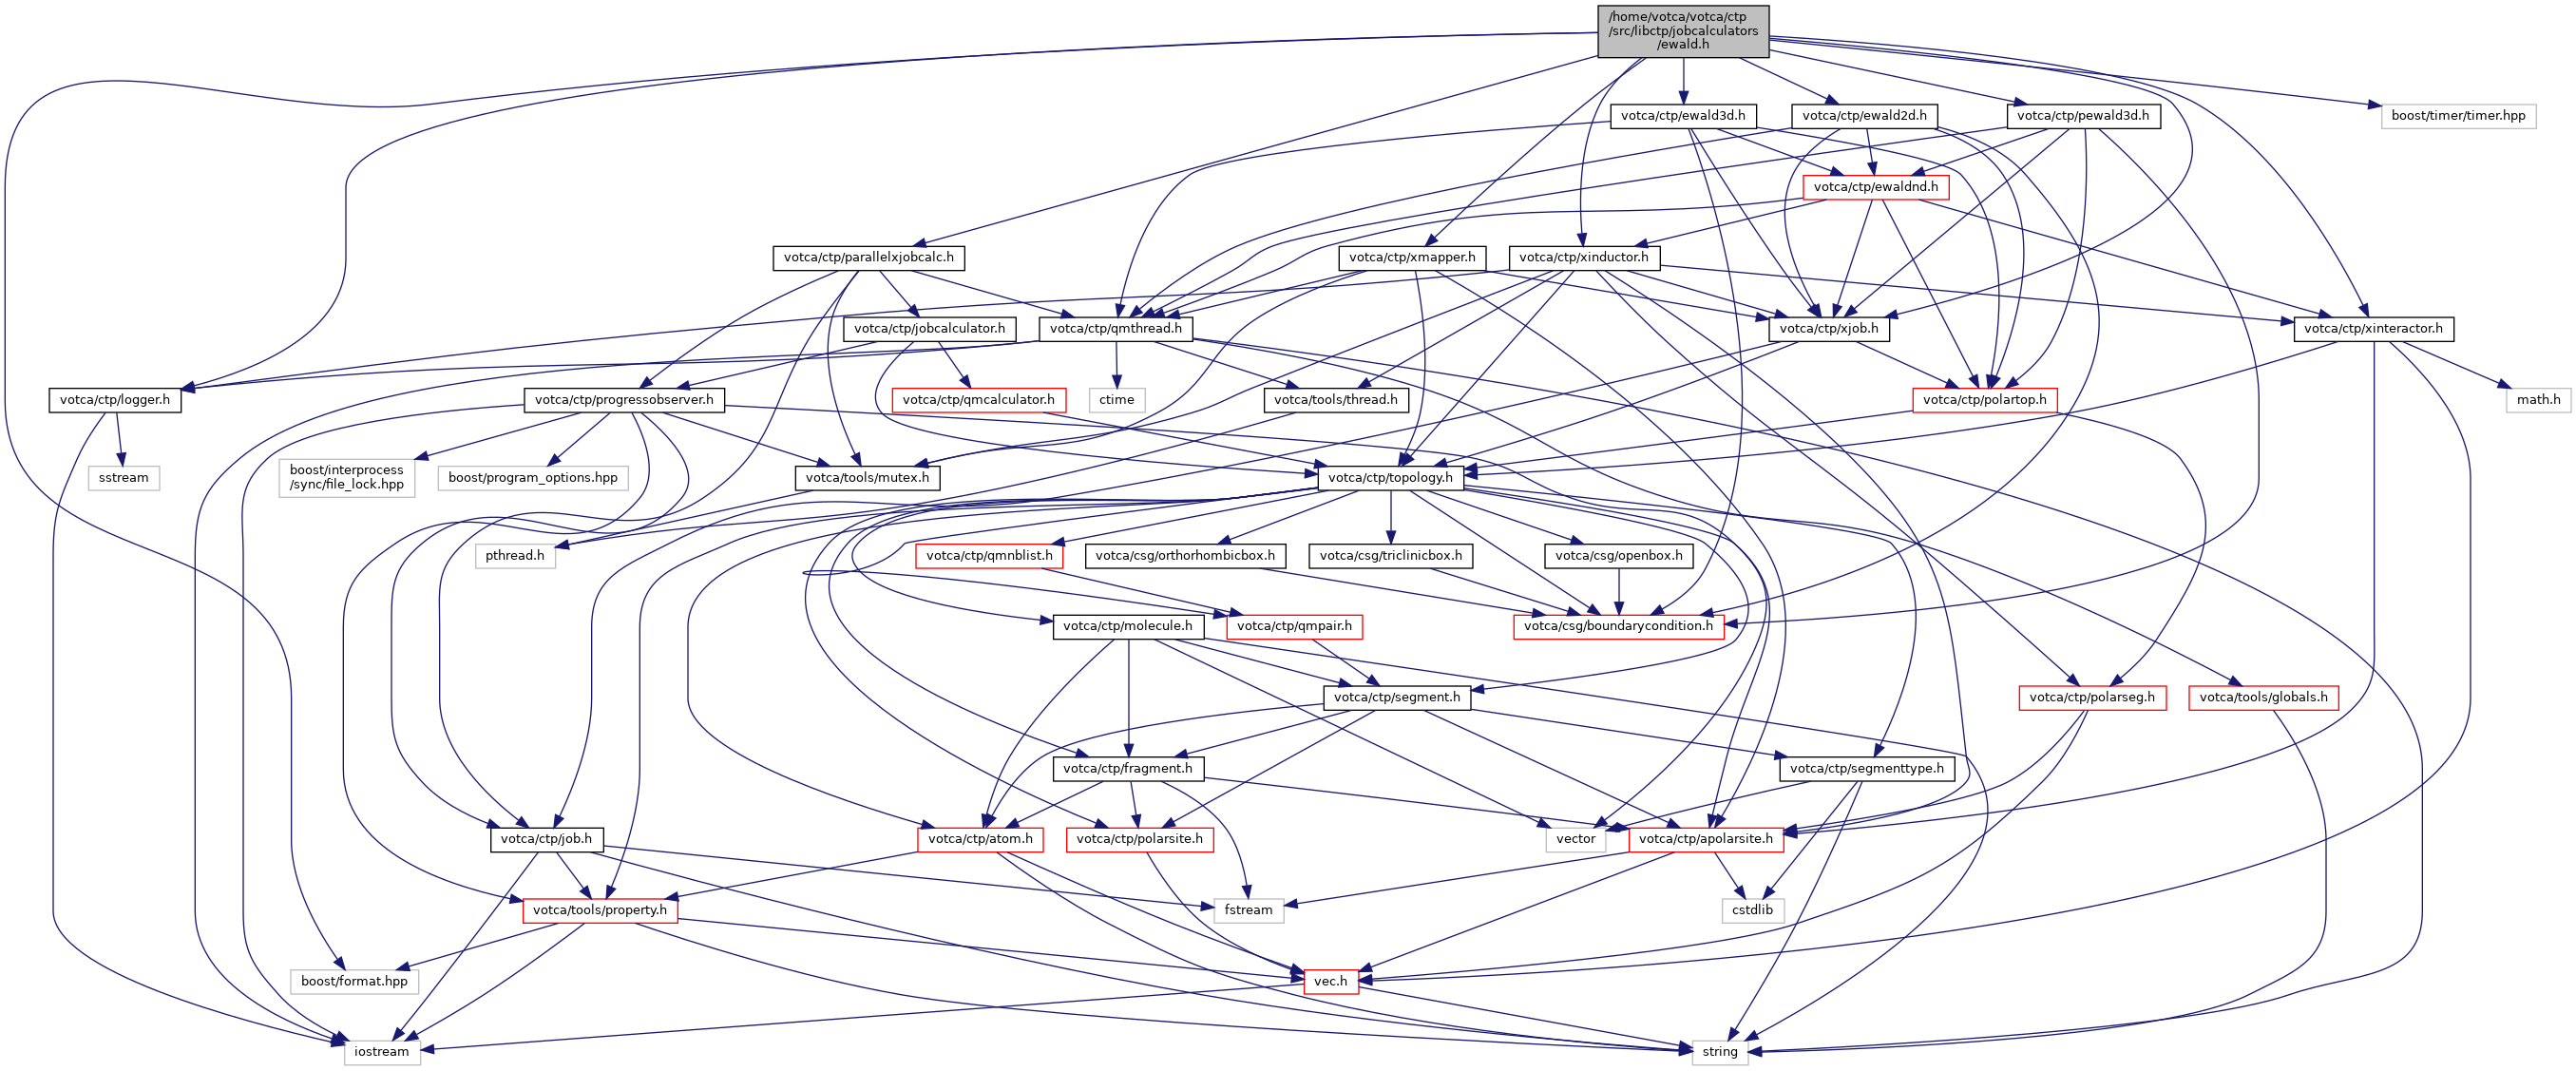 /home/votca/votca/ctp
/src/libctp/jobcalculators
/ewald.h
votca/ctp/ewald3d.h
votca/ctp/ewald2d.h
votca/ctp/pewald3d.h
boost/timer/timer.hpp
votca/ctp/ewaldnd.h
votca/ctp/parallelxjobcalc.h
votca/ctp/xmapper.h
votca/ctp/xinductor.h
votca/ctp/jobcalculator.h
votca/ctp/qmthread.h
votca/ctp/xjob.h
votca/ctp/xinteractor.h
votca/ctp/logger.h
votca/ctp/progressobserver.h
votca/ctp/qmcalculator.h
ctime
votca/tools/thread.h
votca/ctp/polartop.h
math.h
sstream
boost/interprocess
/sync/file_lock.hpp
boost/program_options.hpp
votca/tools/mutex.h
votca/ctp/topology.h
pthread.h
votca/ctp/qmnblist.h
votca/csg/orthorhombicbox.h
votca/csg/triclinicbox.h
votca/csg/openbox.h
votca/ctp/molecule.h
votca/ctp/qmpair.h
votca/csg/boundarycondition.h
votca/ctp/segment.h
votca/ctp/polarseg.h
votca/tools/globals.h
votca/ctp/fragment.h
votca/ctp/segmenttype.h
votca/ctp/job.h
votca/ctp/atom.h
votca/ctp/polarsite.h
vector
votca/ctp/apolarsite.h
votca/tools/property.h
fstream
cstdlib
boost/format.hpp
vec.h
iostream
string